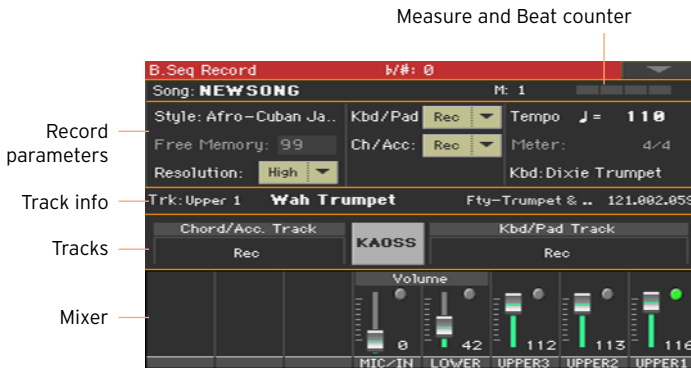 Measure and Beat counter
B.Seq Record ♭/#: 0
Song: NEWSONG M: 1
Record parameters
Style: Afro-Cuban Ja.. Kbd/Pad Rec Tempo ♩= 110
Free Memory: 99 Ch/Acc: Rec Meter: 4/4
Resolution: High Kbd:Dixie Trumpet
Track info
Trk: Upper 1 Wah Trumpet Fty-Trumpet & .. 121.002.059
Tracks
Chord/Acc. Track KAOSS Kbd/Pad Track
Rec Rec
Mixer
Volume
0 42 112 113 116
MIC/IN LOWER UPPER3 UPPER2 UPPER1